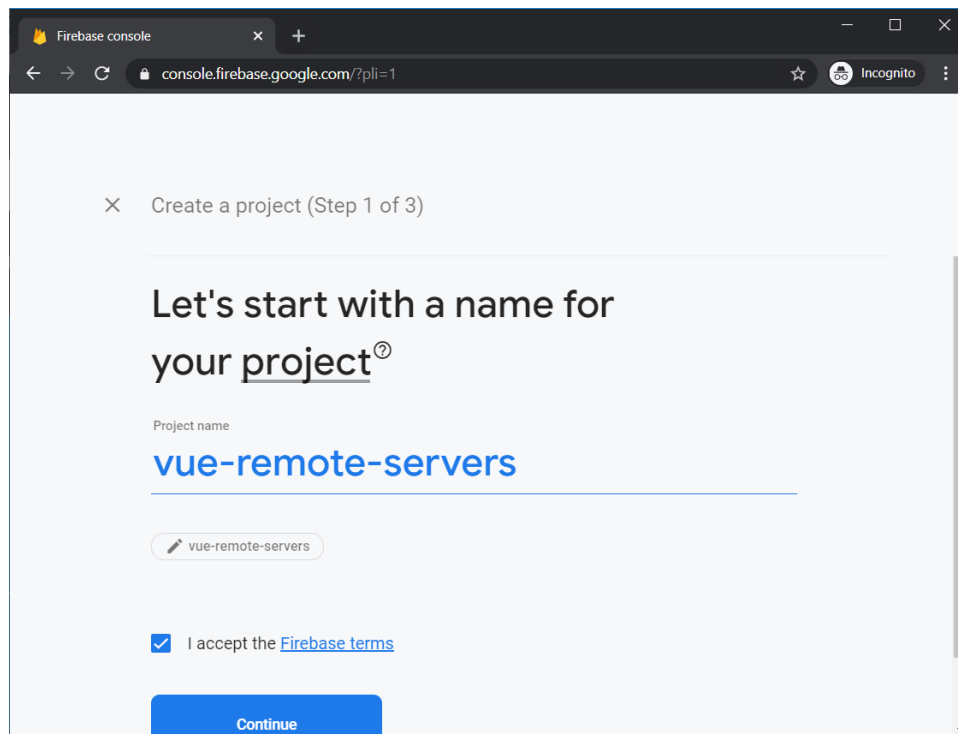 Firebase console
console.firebase.google.com/?pli=1
Incognito
Create a project (Step 1 of 3)
Let's start with a name for
your project
Project name
vue-remote-servers
vue-remote-servers
I accept the Firebase terms
Continue